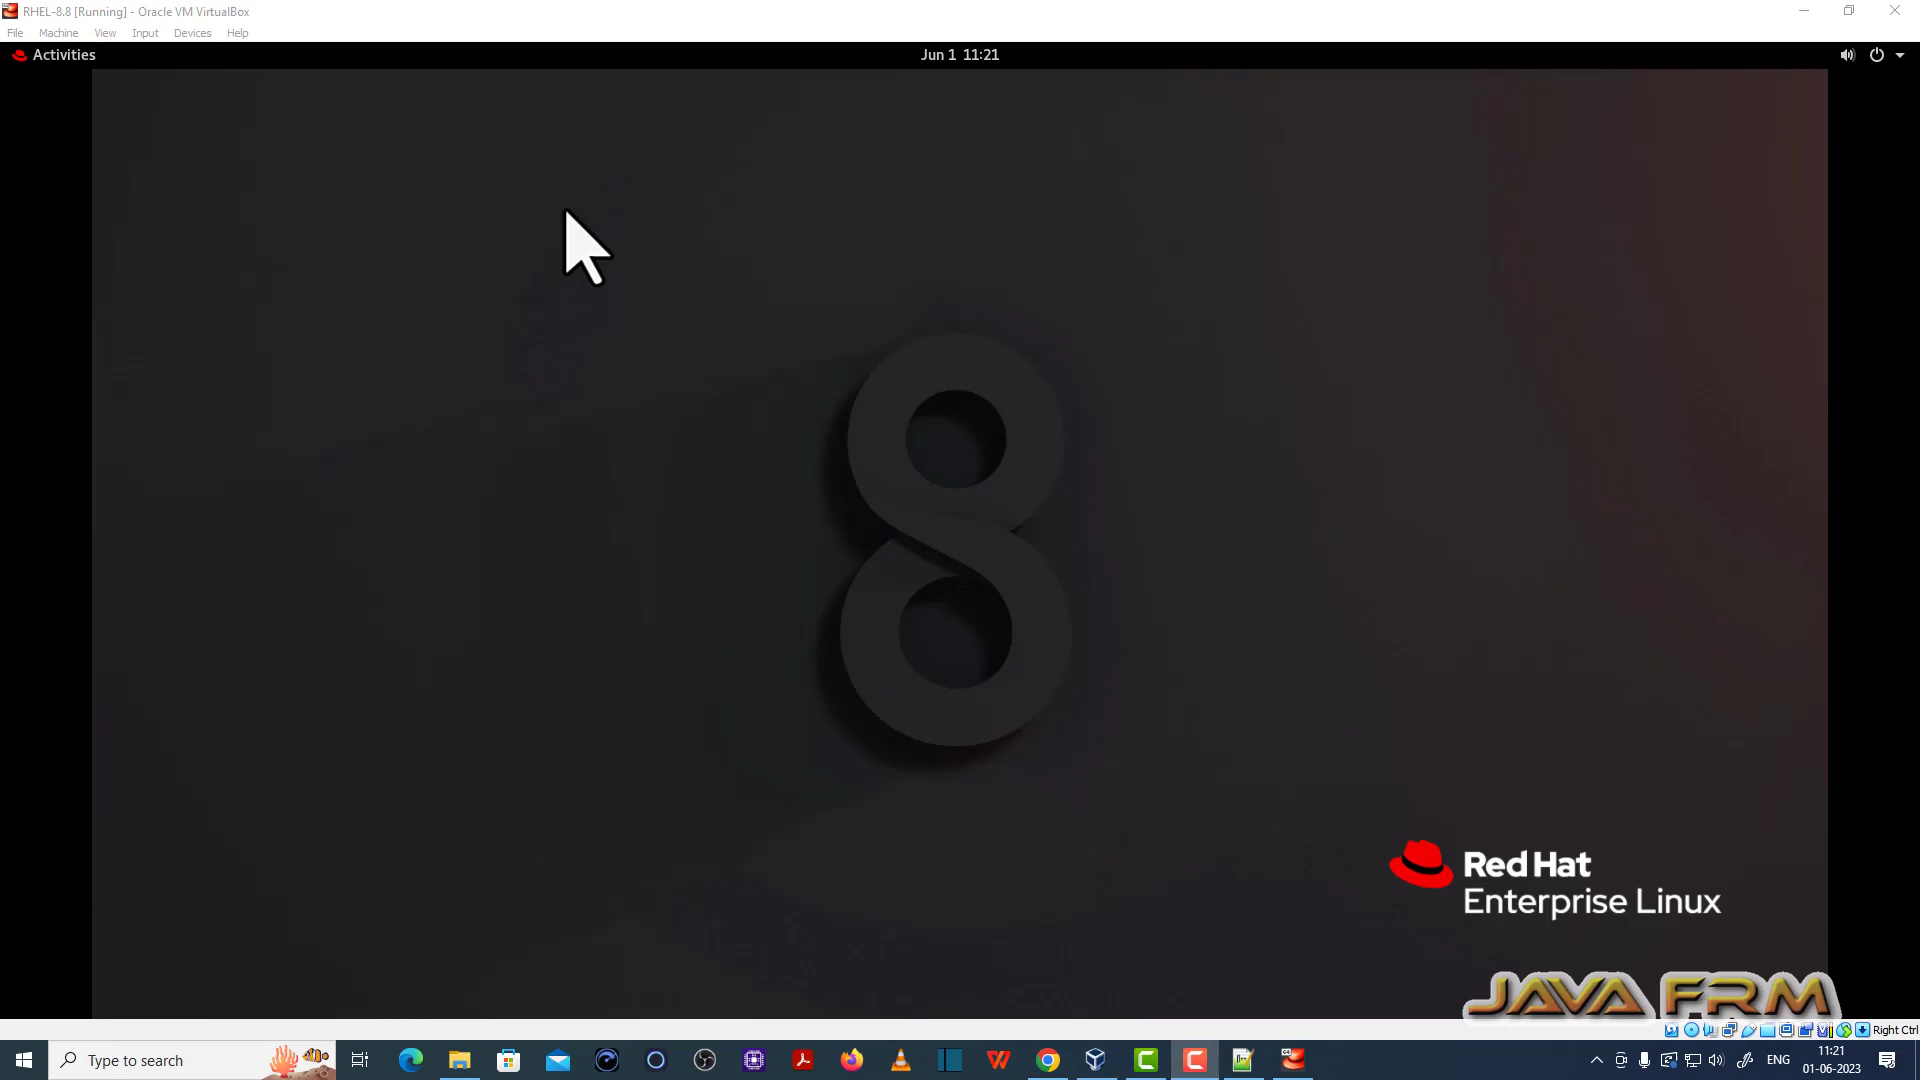 RHEL-8.8 [Running] - Oracle VM VirtualBox
File Machine View Input Devices Help
Activities
Jun 1 11:21
8
Red Hat
Enterprise Linux
JAVA FRM
Right Ctrl
Type to search
ENG
11:21
01-06-2023